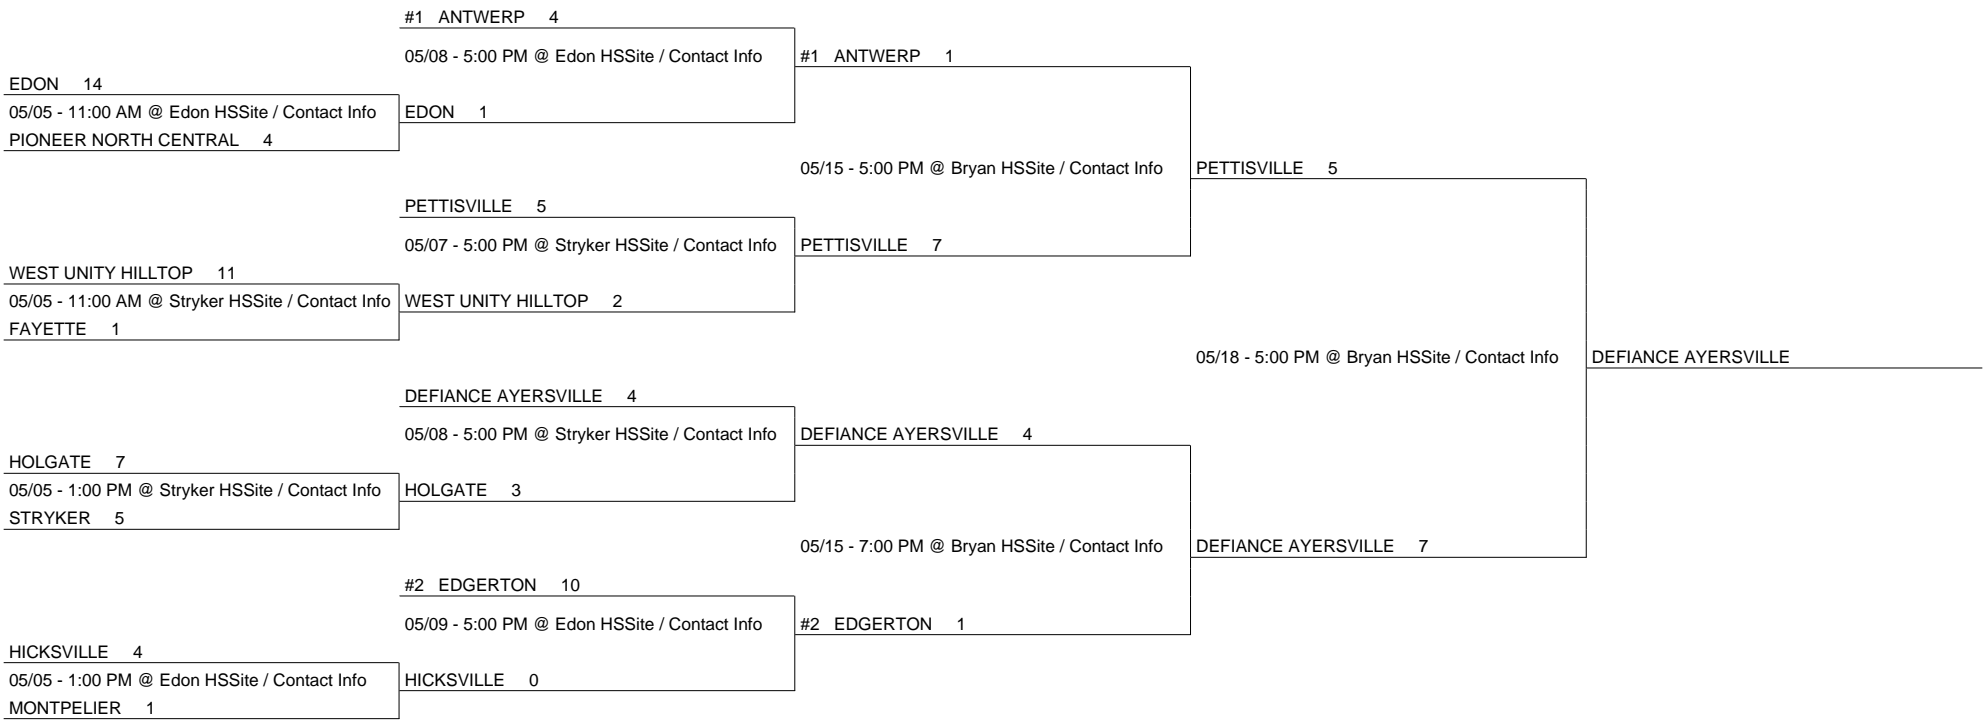 #1 ANTWERP 4
05/08 - 5:00 PM @ Edon HSSite / Contact Info
#1 ANTWERP 1
EDON 14
05/05 - 11:00 AM @ Edon HSSite / Contact Info
EDON 1
PIONEER NORTH CENTRAL 4
05/15 - 5:00 PM @ Bryan HSSite / Contact Info
PETTISVILLE 5
PETTISVILLE 5
05/07 - 5:00 PM @ Stryker HSSite / Contact Info
PETTISVILLE 7
WEST UNITY HILLTOP 11
05/05 - 11:00 AM @ Stryker HSSite / Contact Info
WEST UNITY HILLTOP 2
FAYETTE 1
05/18 - 5:00 PM @ Bryan HSSite / Contact Info
DEFIANCE AYERSVILLE
DEFIANCE AYERSVILLE 4
05/08 - 5:00 PM @ Stryker HSSite / Contact Info
DEFIANCE AYERSVILLE 4
HOLGATE 7
05/05 - 1:00 PM @ Stryker HSSite / Contact Info
HOLGATE 3
STRYKER 5
05/15 - 7:00 PM @ Bryan HSSite / Contact Info
DEFIANCE AYERSVILLE 7
#2 EDGERTON 10
05/09 - 5:00 PM @ Edon HSSite / Contact Info
#2 EDGERTON 1
HICKSVILLE 4
05/05 - 1:00 PM @ Edon HSSite / Contact Info
HICKSVILLE 0
MONTPELIER 1